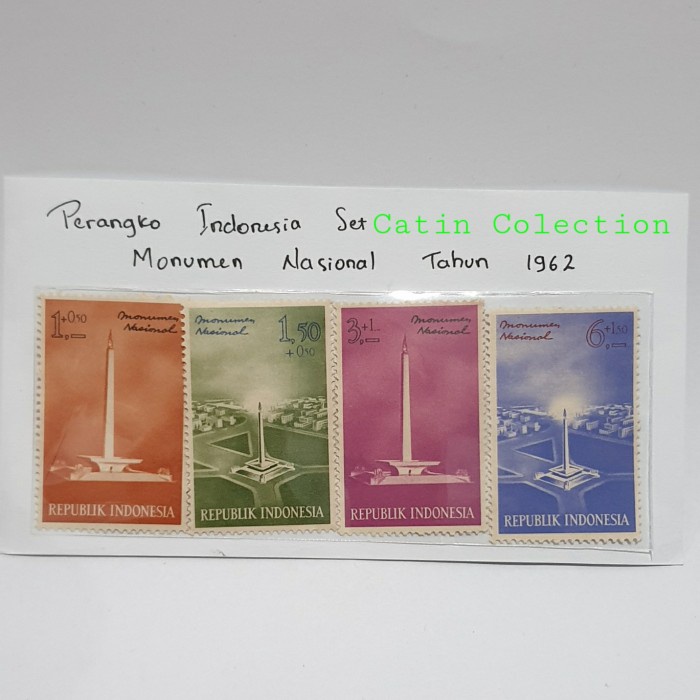 Perangko Indonesia Set Catin Colection
Monumen Nasional Tahun 1962
1,- +0,50
Monumen
Nasional
REPUBLIK INDONESIA
Monumen
Nasional
1,50
+0,50
REPUBLIK INDONESIA
3,- +1,-
Monumen
Nasional
REPUBLIK INDONESIA
Monumen
Nasional
6,- +1,50
REPUBLIK INDONESIA